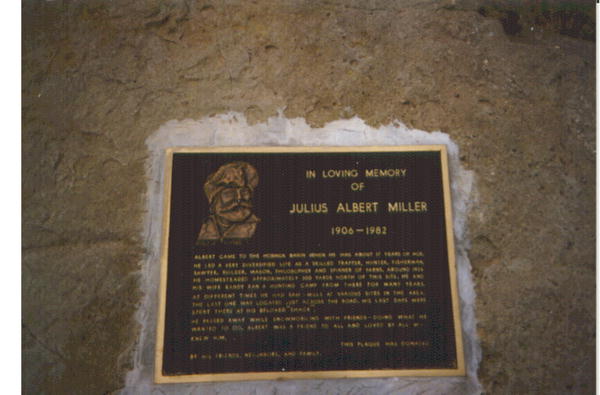 IN LOVING MEMORY
OF
JULIUS ALBERT MILLER
1906-1982
ALBERT CAME TO THE BASIN WHEN HE WAS ABOUT 17 YEARS OF AGE.
HE LED A VERY DIVERSIFIED LIFE AS A SKILLED TRAPPER, HUNTER, FISHERMAN,
SAWYER, BUILDER, MASON, PHILOSOPHER AND SPINNER OF YARNS. AROUND
HE HOMESTEADED APPROXIMATELY 300 YARDS NORTH OF THIS SITE. HE AND
HIS WIFE RAN A HUNTING CAMP FROM THERE FOR MANY YEARS.
AT DIFFERENT TIMES HE HAD SAW-MILLS AT VARIOUS SITES IN THE AREA.
THE LAST ONE WAS LOCATED JUST ACROSS THE ROAD. HIS LAST DAYS WERE
SPENT THERE AT HIS BELOVED "SHACK".
HE PASSED AWAY WHILE SNOWMOBILING WITH FRIENDS-DOING WHAT HE
WANTED TO DO. ALBERT WAS A FRIEND TO ALL AND LOVED BY ALL
KNEW HIM.
THIS PLAQUE WAS DONATED
BY HIS FRIENDS, NEIGHBORS, AND FAMILY.